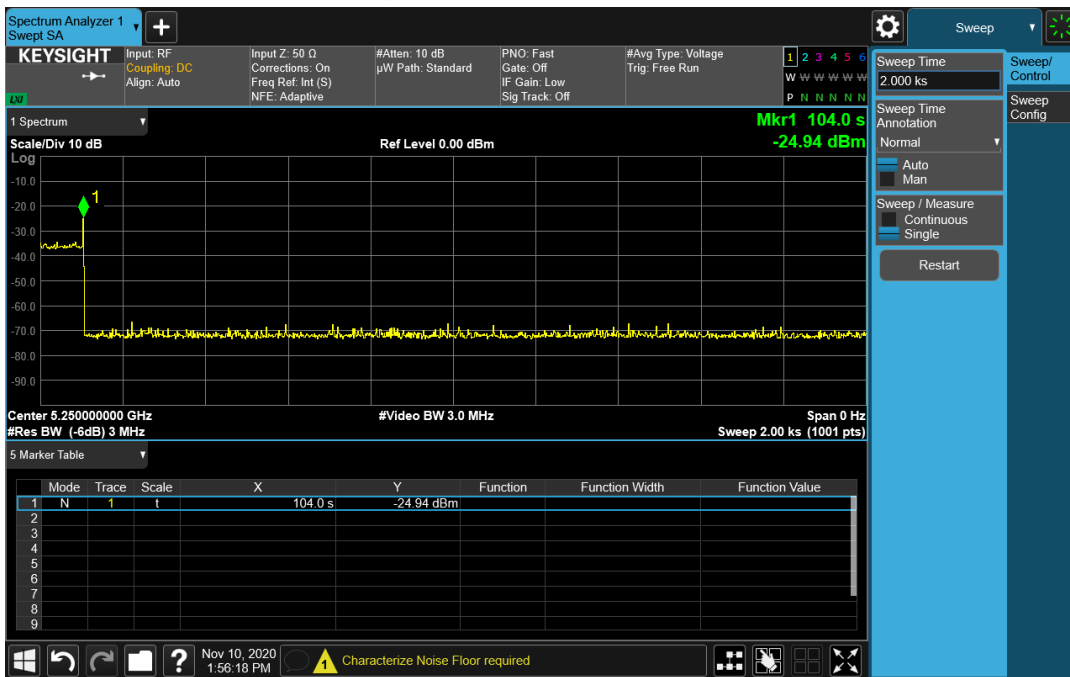 Spectrum Analyzer 1
Swept SA
Sweep
KEYSIGHT
Input: RF
Coupling: DC
Align: Auto
Input Z: 50 Ω
Corrections: On
Freq Ref: Int (S)
NFE: Adaptive
#Atten: 10 dB
µW Path: Standard
PNO: Fast
Gate: Off
IF Gain: Low
Sig Track: Off
#Avg Type: Voltage
Trig: Free Run
1 2 3 4 5 6
W W W W W W
P N N N N N
LXI
Sweep Time
2.000 ks
Sweep Time
Annotation
Normal
Auto
Man
Sweep / Measure
Continuous
Single
Restart
Sweep/
Control
Sweep
Config
1 Spectrum
Mkr1 104.0 s
Scale/Div 10 dB
Ref Level 0.00 dBm
-24.94 dBm
Log
-10.0
-20.0
-30.0
-40.0
-50.0
-60.0
-70.0
-80.0
-90.0
1
Center 5.250000000 GHz
#Video BW 3.0 MHz
Span 0 Hz
#Res BW (-6dB) 3 MHz
Sweep 2.00 ks (1001 pts)
5 Marker Table
Mode Trace Scale X Y Function Function Width Function Value
1 N 1 t 104.0 s -24.94 dBm
2
3
4
5
6
7
8
9
Nov 10, 2020
1:56:18 PM
1
Characterize Noise Floor required